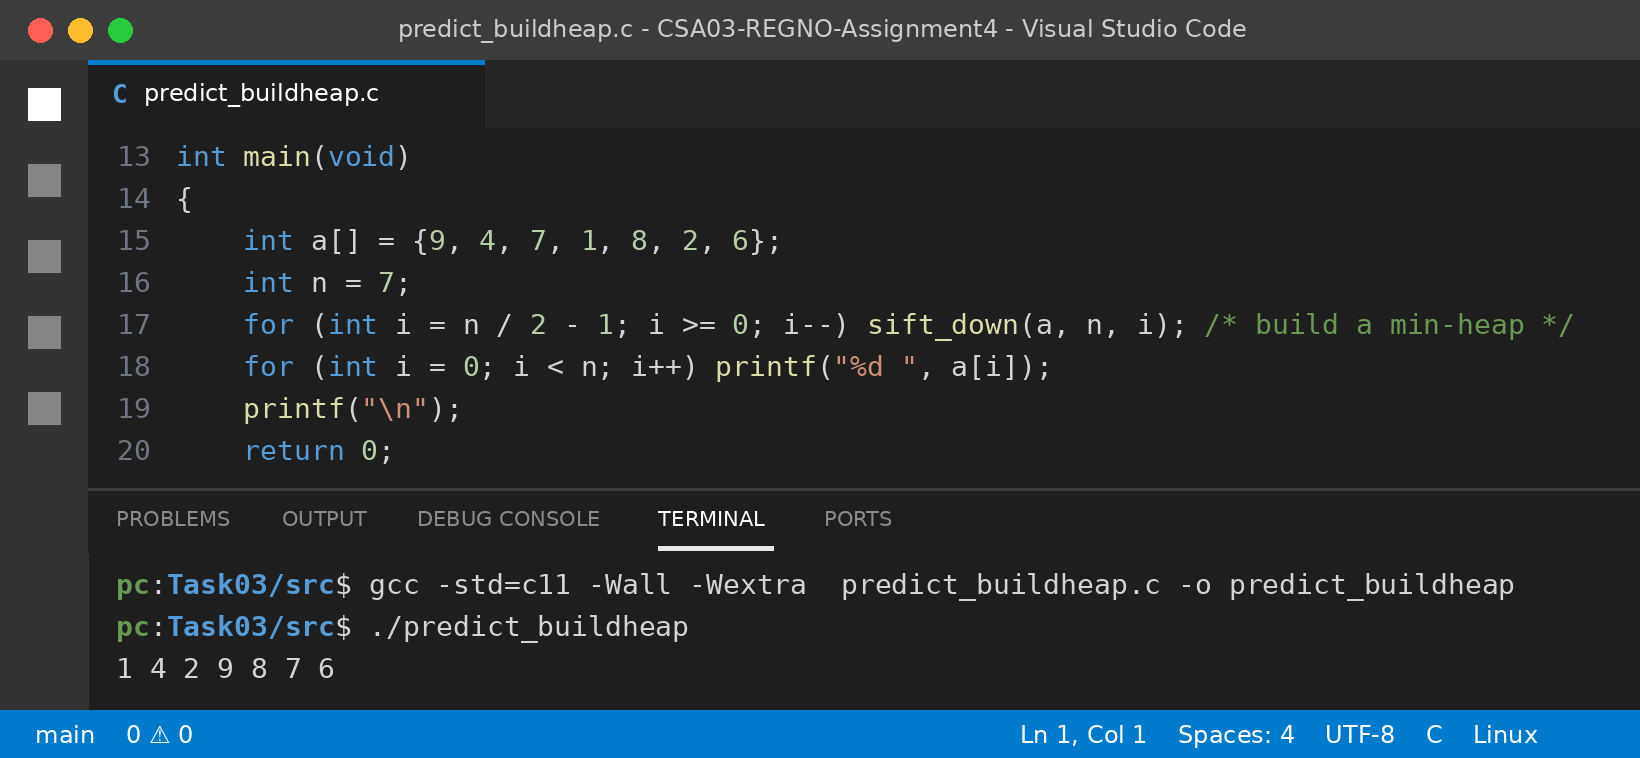 predict_buildheap.c - CSA03-REGNO-Assignment4 - Visual Studio Code
C predict_buildheap.c
13 int main(void)
14 {
15     int a[] = {9, 4, 7, 1, 8, 2, 6};
16     int n = 7;
17     for (int i = n / 2 - 1; i >= 0; i--) sift_down(a, n, i); /* build a min-heap */
18     for (int i = 0; i < n; i++) printf("%d ", a[i]);
19     printf("\n");
20     return 0;
PROBLEMS OUTPUT DEBUG CONSOLE TERMINAL PORTS
pc:Task03/src$ gcc -std=c11 -Wall -Wextra  predict_buildheap.c -o predict_buildheap
pc:Task03/src$ ./predict_buildheap
1 4 2 9 8 7 6
main 0 ⚠ 0 Ln 1, Col 1 Spaces: 4 UTF-8 C Linux